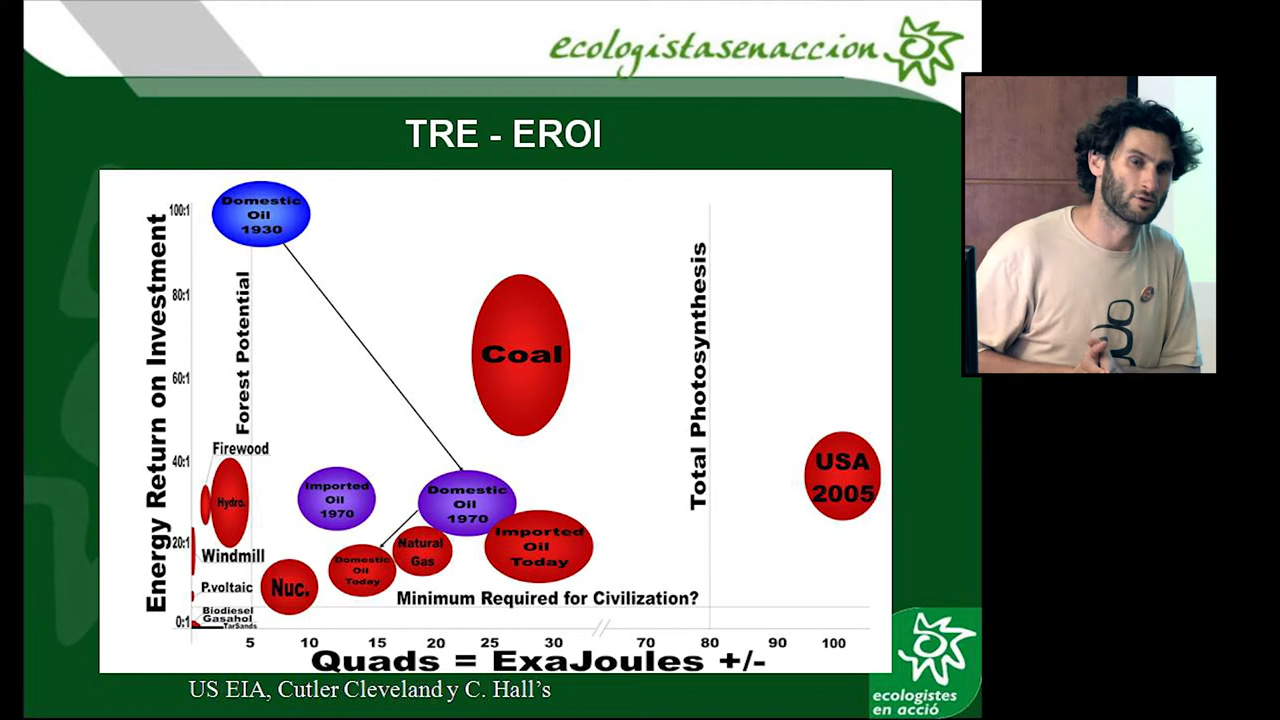 ecologistasenaccion
TRE - EROI
Energy Return on Investment
100:1
80:1
60:1
40:1
20:1
0:1
Domestic
Oil
1930
Forest Potential
Coal
Total Photosynthesis
USA
2005
Firewood
Hydro.
Imported
Oil
1970
Domestic
Oil
1970
Imported
Oil
Today
Natural
Gas
Domestic
Oil
Today
Windmill
P.voltaic
Nuc.
Biodiesel
Gasahol
TarSands
Minimum Required for Civilization?
5 10 15 20 25 30 70 80 90 100
Quads = ExaJoules +/-
US EIA, Cutler Cleveland y C. Hall's
ecologistes
en acció